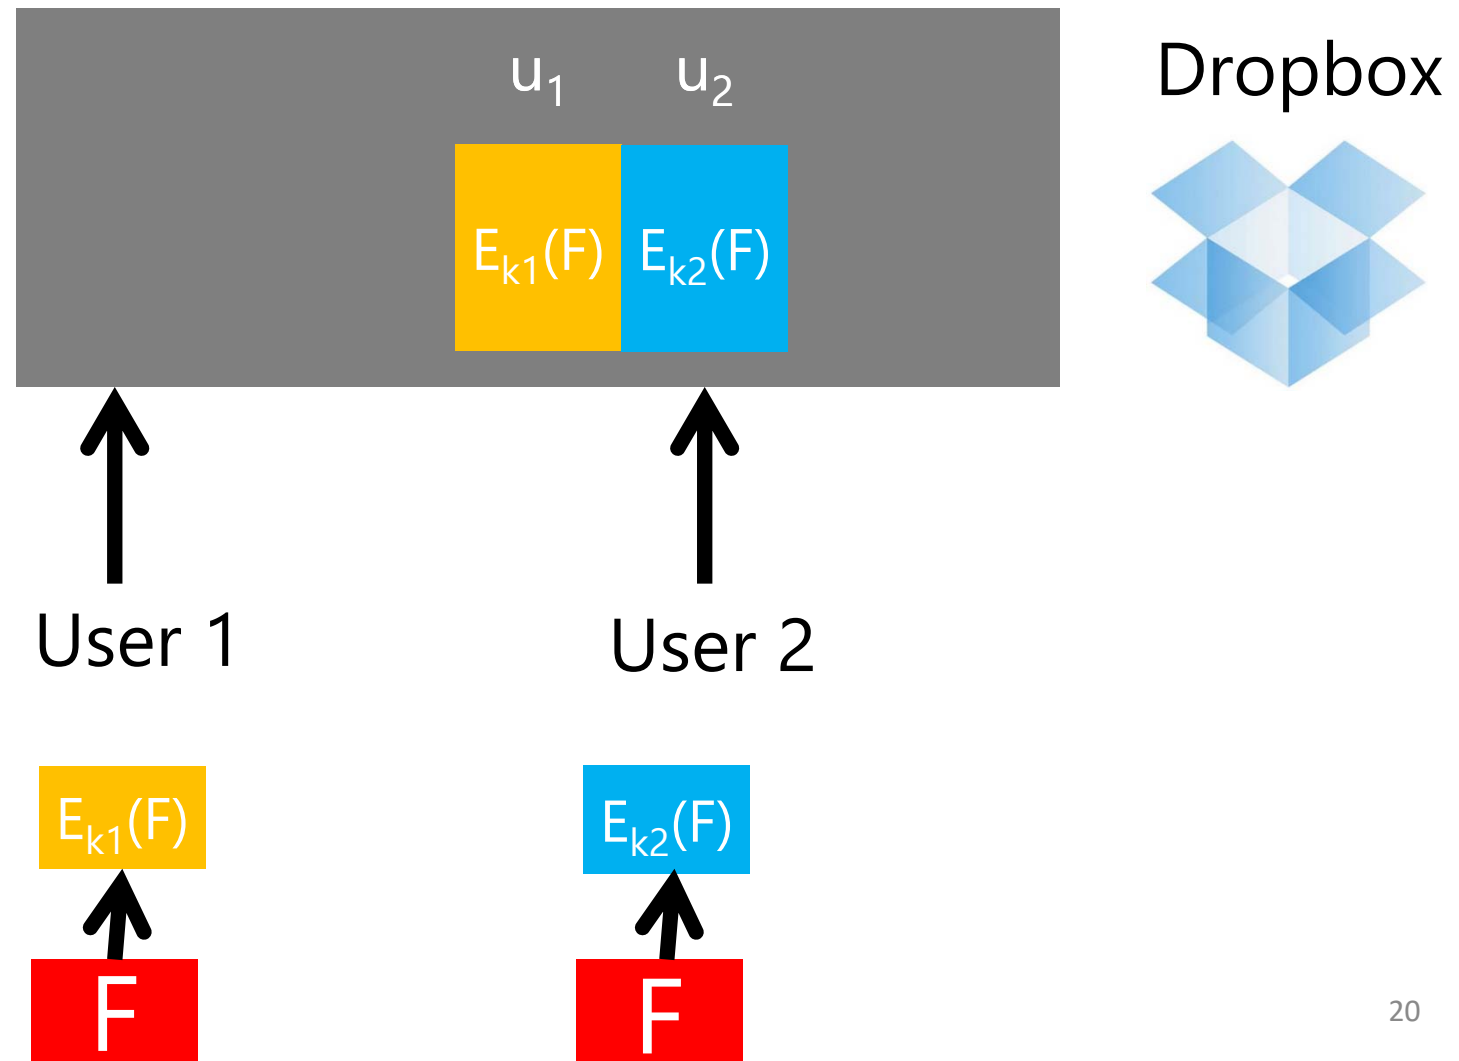 u1 u2
Dropbox
Ek1(F) Ek2(F)
User 1 User 2
Ek1(F) Ek2(F)
F F
20